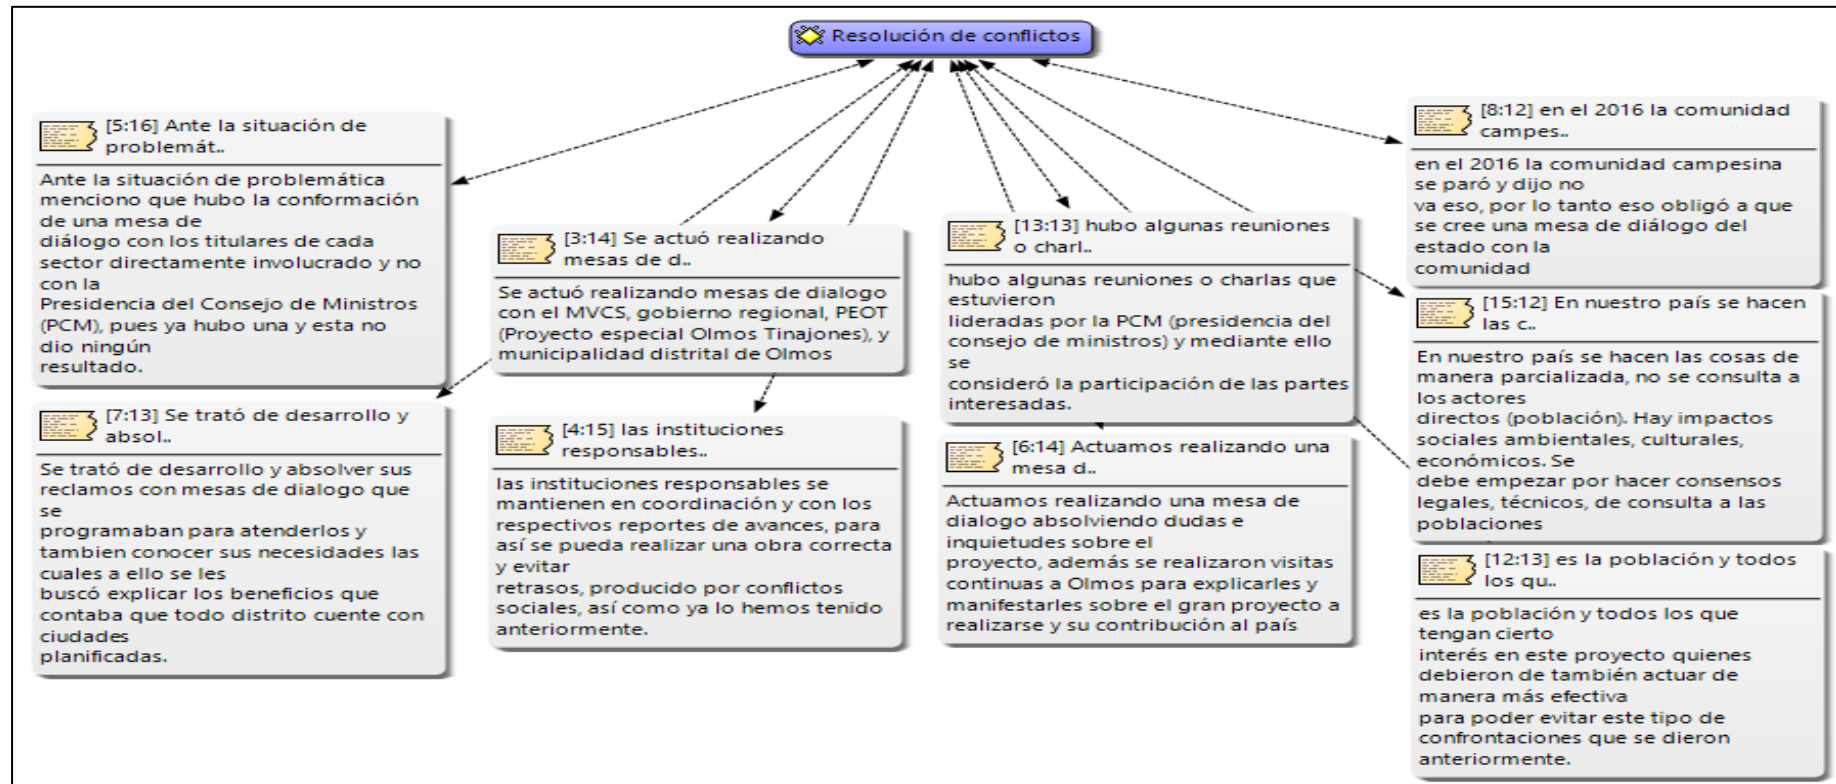 Resolución de conflictos
[5:16] Ante la situación de
problemát..
Ante la situación de problemática
menciono que hubo la conformación
de una mesa de
diálogo con los titulares de cada
sector directamente involucrado y no
con la
Presidencia del Consejo de Ministros
(PCM), pues ya hubo una y esta no
dio ningún
resultado.
[7:13] Se trató de desarrollo y
absol..
Se trató de desarrollo y absolver sus
reclamos con mesas de dialogo que
se
programaban para atenderlos y
tambien conocer sus necesidades las
cuales a ello se les
buscó explicar los beneficios que
contaba que todo distrito cuente con
ciudades
planificadas.
[3:14] Se actuó realizando
mesas de d..
Se actuó realizando mesas de dialogo
con el MVCS, gobierno regional, PEOT
(Proyecto especial Olmos Tinajones), y
municipalidad distrital de Olmos
[4:15] las instituciones
responsables..
las instituciones responsables se
mantienen en coordinación y con los
respectivos reportes de avances, para
así se pueda realizar una obra correcta
y evitar
retrasos, producido por conflictos
sociales, así como ya lo hemos tenido
anteriormente.
[13:13] hubo algunas reuniones
o charl..
hubo algunas reuniones o charlas que
estuvieron
lideradas por la PCM (presidencia del
consejo de ministros) y mediante ello
se
consideró la participación de las partes
interesadas.
[6:14] Actuamos realizando una
mesa d..
Actuamos realizando una mesa de
dialogo absolviendo dudas e
inquietudes sobre el
proyecto, además se realizaron visitas
continuas a Olmos para explicarles y
manifestarles sobre el gran proyecto a
realizarse y su contribución al país
[8:12] en el 2016 la comunidad
campes..
en el 2016 la comunidad campesina
se paró y dijo no
va eso, por lo tanto eso obligó a que
se cree una mesa de diálogo del
estado con la
comunidad
[15:12] En nuestro país se hacen
las c..
En nuestro país se hacen las cosas de
manera parcializada, no se consulta a
los actores
directos (población). Hay impactos
sociales ambientales, culturales,
económicos. Se
debe empezar por hacer consensos
legales, técnicos, de consulta a las
poblaciones
[12:13] es la población y todos
los qu..
es la población y todos los que
tengan cierto
interés en este proyecto quienes
debieron de también actuar de
manera más efectiva
para poder evitar este tipo de
confrontaciones que se dieron
anteriormente.